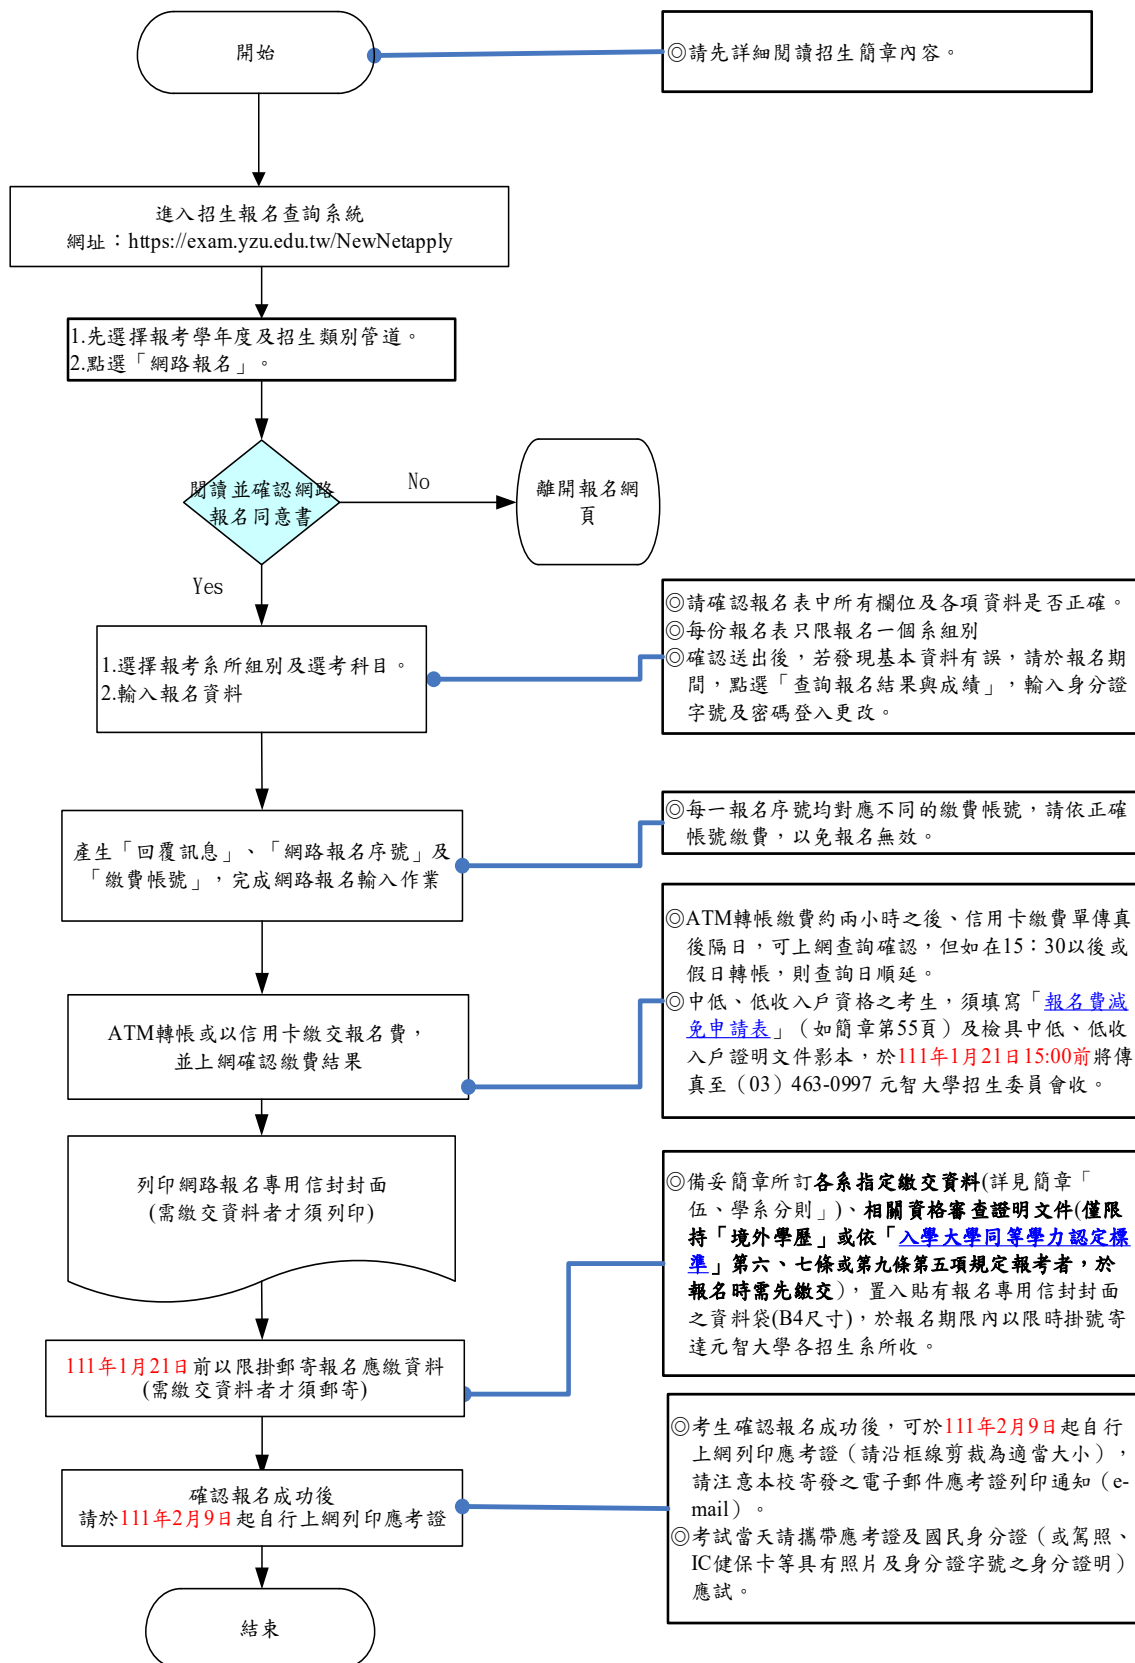 開始
◎請先詳細閱讀招生簡章內容。
進入招生報名查詢系統
網址：https://exam.yzu.edu.tw/NewNetapply
1.先選擇報考學年度及招生類別管道。
2.點選「網路報名」。
閱讀並確認網路
報名同意書
No
離開報名網
頁
Yes
1.選擇報考系所組別及選考科目。
2.輸入報名資料
◎請確認報名表中所有欄位及各項資料是否正確。
◎每份報名表只限報名一個系組別
◎確認送出後，若發現基本資料有誤，請於報名期
間，點選「查詢報名結果與成績」，輸入身分證
字號及密碼登入更改。
產生「回覆訊息」、「網路報名序號」及
「繳費帳號」，完成網路報名輸入作業
◎每一報名序號均對應不同的繳費帳號，請依正確
帳號繳費，以免報名無效。
ATM轉帳或以信用卡繳交報名費，
並上網確認繳費結果
◎ATM轉帳繳費約兩小時之後、信用卡繳費單傳真
後隔日，可上網查詢確認，但如在15：30以後或
假日轉帳，則查詢日順延。
◎中低、低收入戶資格之考生，須填寫「報名費減
免申請表」（如簡章第55頁）及檢具中低、低收
入戶證明文件影本，於111年1月21日15:00前將傳
真至（03）463-0997 元智大學招生委員會收。
列印網路報名專用信封封面
(需繳交資料者才須列印)
◎備妥簡章所訂各系指定繳交資料(詳見簡章「
伍、學系分則」)、相關資格審查證明文件(僅限
持「境外學歷」或依「入學大學同等學力認定標
準」第六、七條或第九條第五項規定報考者，於
報名時需先繳交)，置入貼有報名專用信封封面
之資料袋(B4尺寸)，於報名期限內以限時掛號寄
達元智大學各招生系所收。
111年1月21日前以限掛郵寄報名應繳資料
(需繳交資料者才須郵寄)
確認報名成功後
請於111年2月9日起自行上網列印應考證
◎考生確認報名成功後，可於111年2月9日起自行
上網列印應考證（請沿框線剪裁為適當大小），
請注意本校寄發之電子郵件應考證列印通知（e-
mail）。
◎考試當天請攜帶應考證及國民身分證（或駕照、
IC健保卡等具有照片及身分證字號之身分證明）
應試。
結束